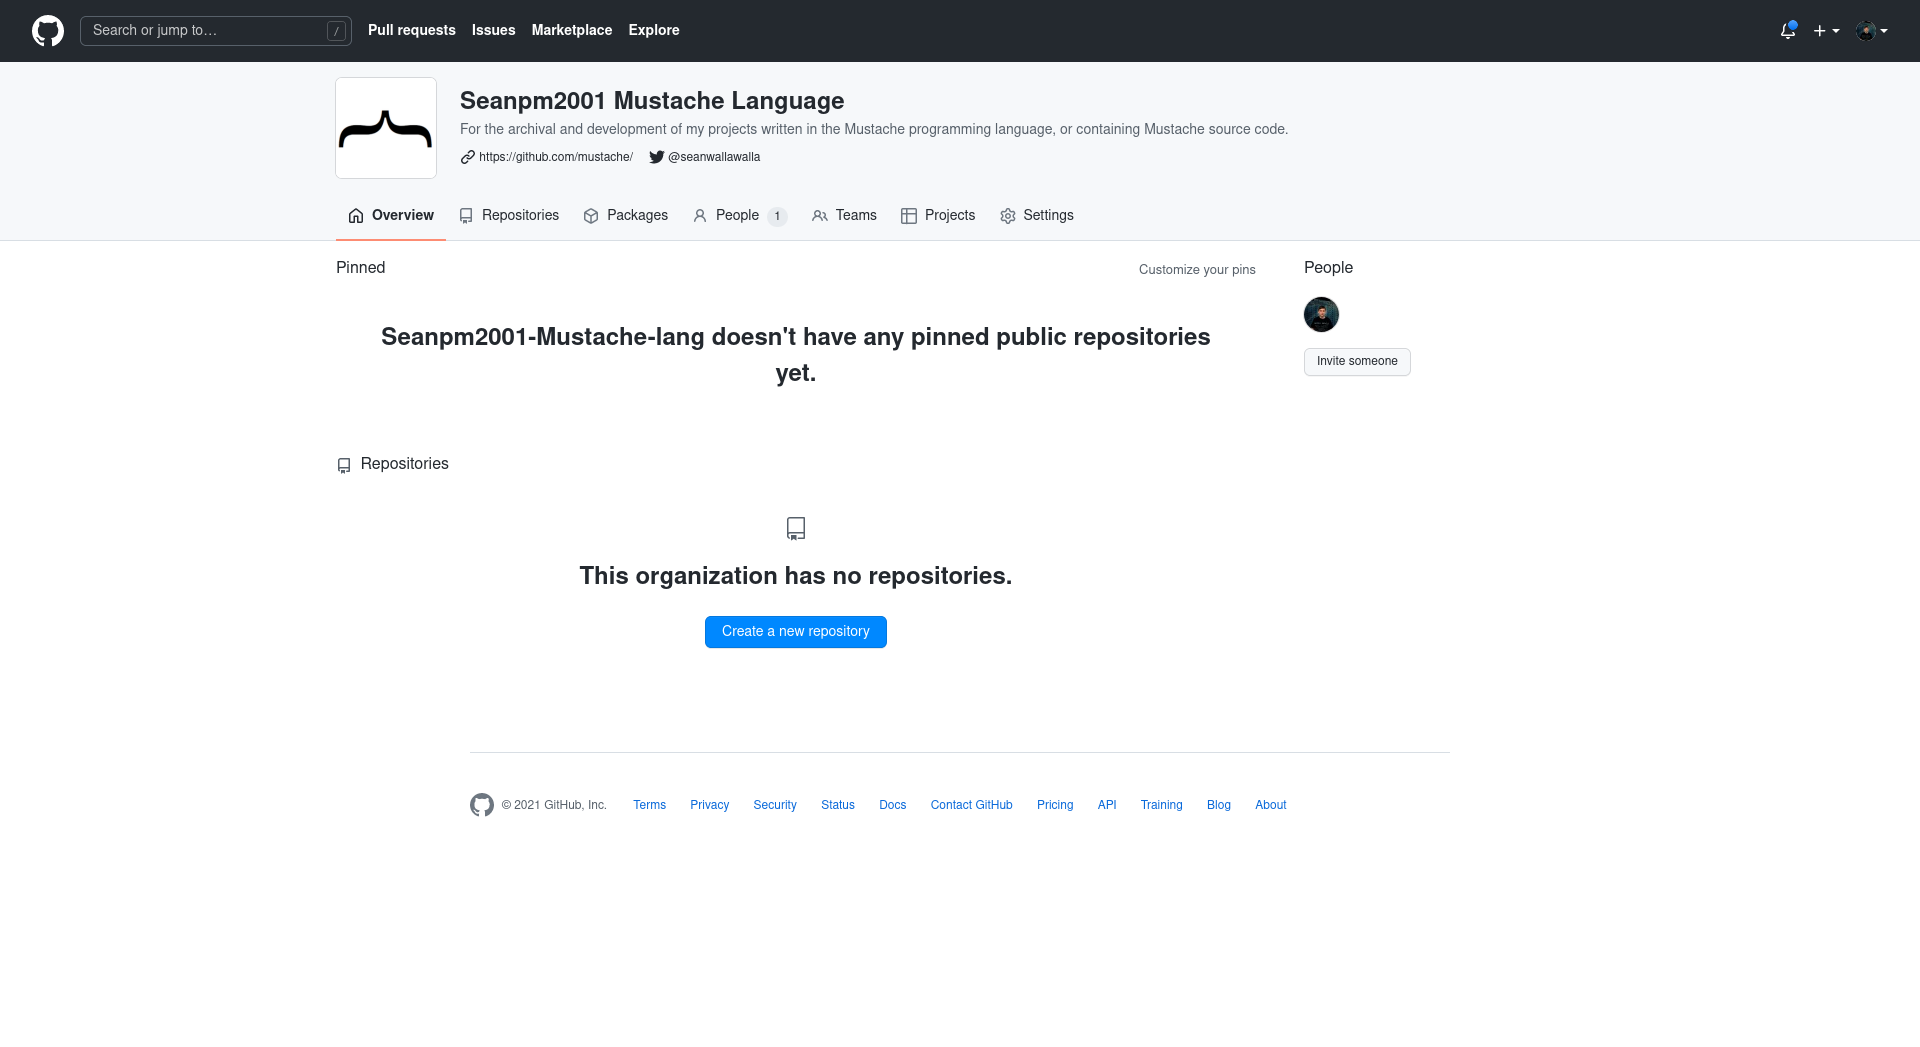 Search or jump to… /
Pull requests
Issues
Marketplace
Explore
Seanpm2001 Mustache Language
For the archival and development of my projects written in the Mustache programming language, or containing Mustache source code.
https://github.com/mustache/
@seanwallawalla
Overview
Repositories
Packages
People 1
Teams
Projects
Settings
Pinned
Customize your pins
Seanpm2001-Mustache-lang doesn't have any pinned public repositories
yet.
Repositories
This organization has no repositories.
Create a new repository
People
Invite someone
© 2021 GitHub, Inc.
Terms
Privacy
Security
Status
Docs
Contact GitHub
Pricing
API
Training
Blog
About